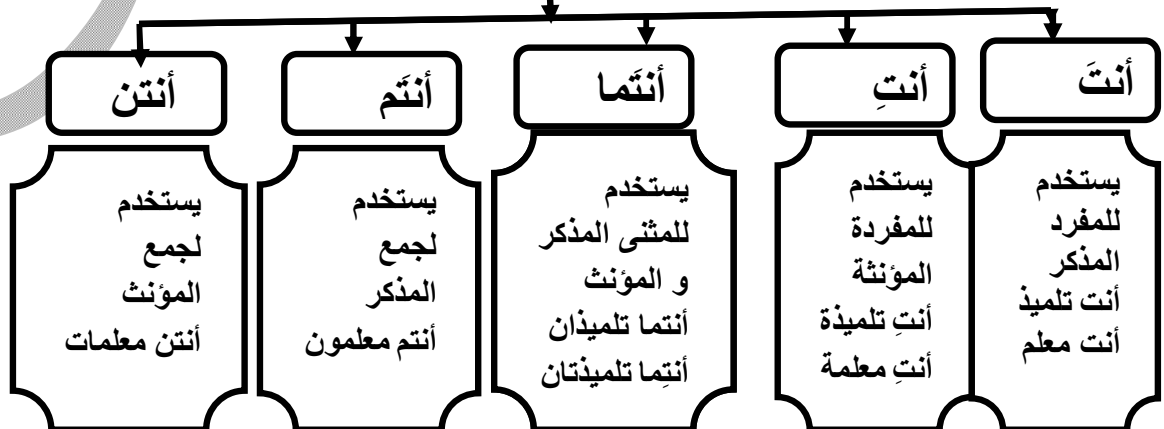 أنتَ
أنتِ
أنتَما
أنتَم
أنتن
يستخدم
للمفرد
المذكر
أنت تلميذ
أنت معلم
يستخدم
للمفردة
المؤنثة
أنتِ تلميذة
أنتِ معلمة
يستخدم
للمثنى المذكر
و المؤنث
أنتما تلميذان
أنتِما تلميذتان
يستخدم
لجمع
المذكر
أنتم معلمون
يستخدم
لجمع
المؤنث
أنتن معلمات